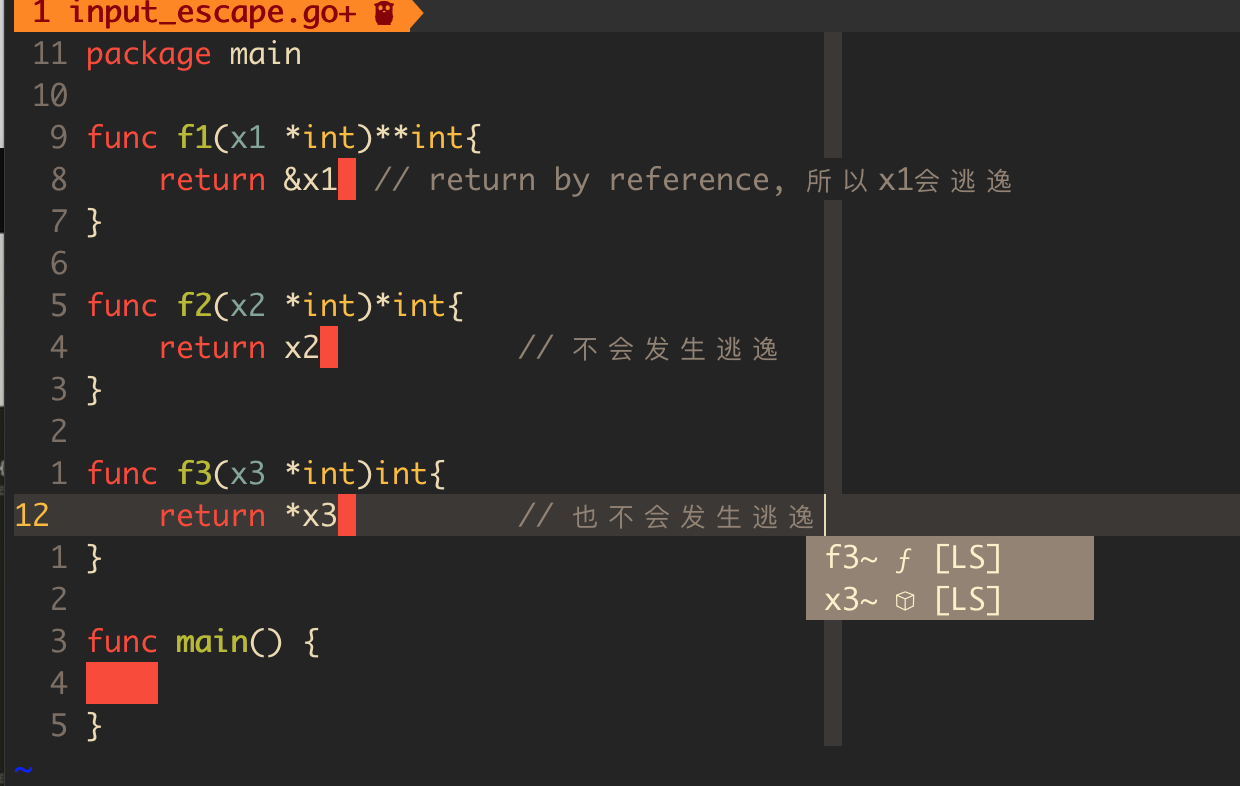 1 input_escape.go+
11 package main
10
9 func f1(x1 *int)**int{
8     return &x1  // return by reference, 所以x1会逃逸
7 }
6
5 func f2(x2 *int)*int{
4     return x2           // 不会发生逃逸
3 }
2
1 func f3(x3 *int)int{
12     return *x3         // 也不会发生逃逸
1 }
f3~ ƒ [LS]
2
x3~ [LS]
3 func main() {
4
5 }
~